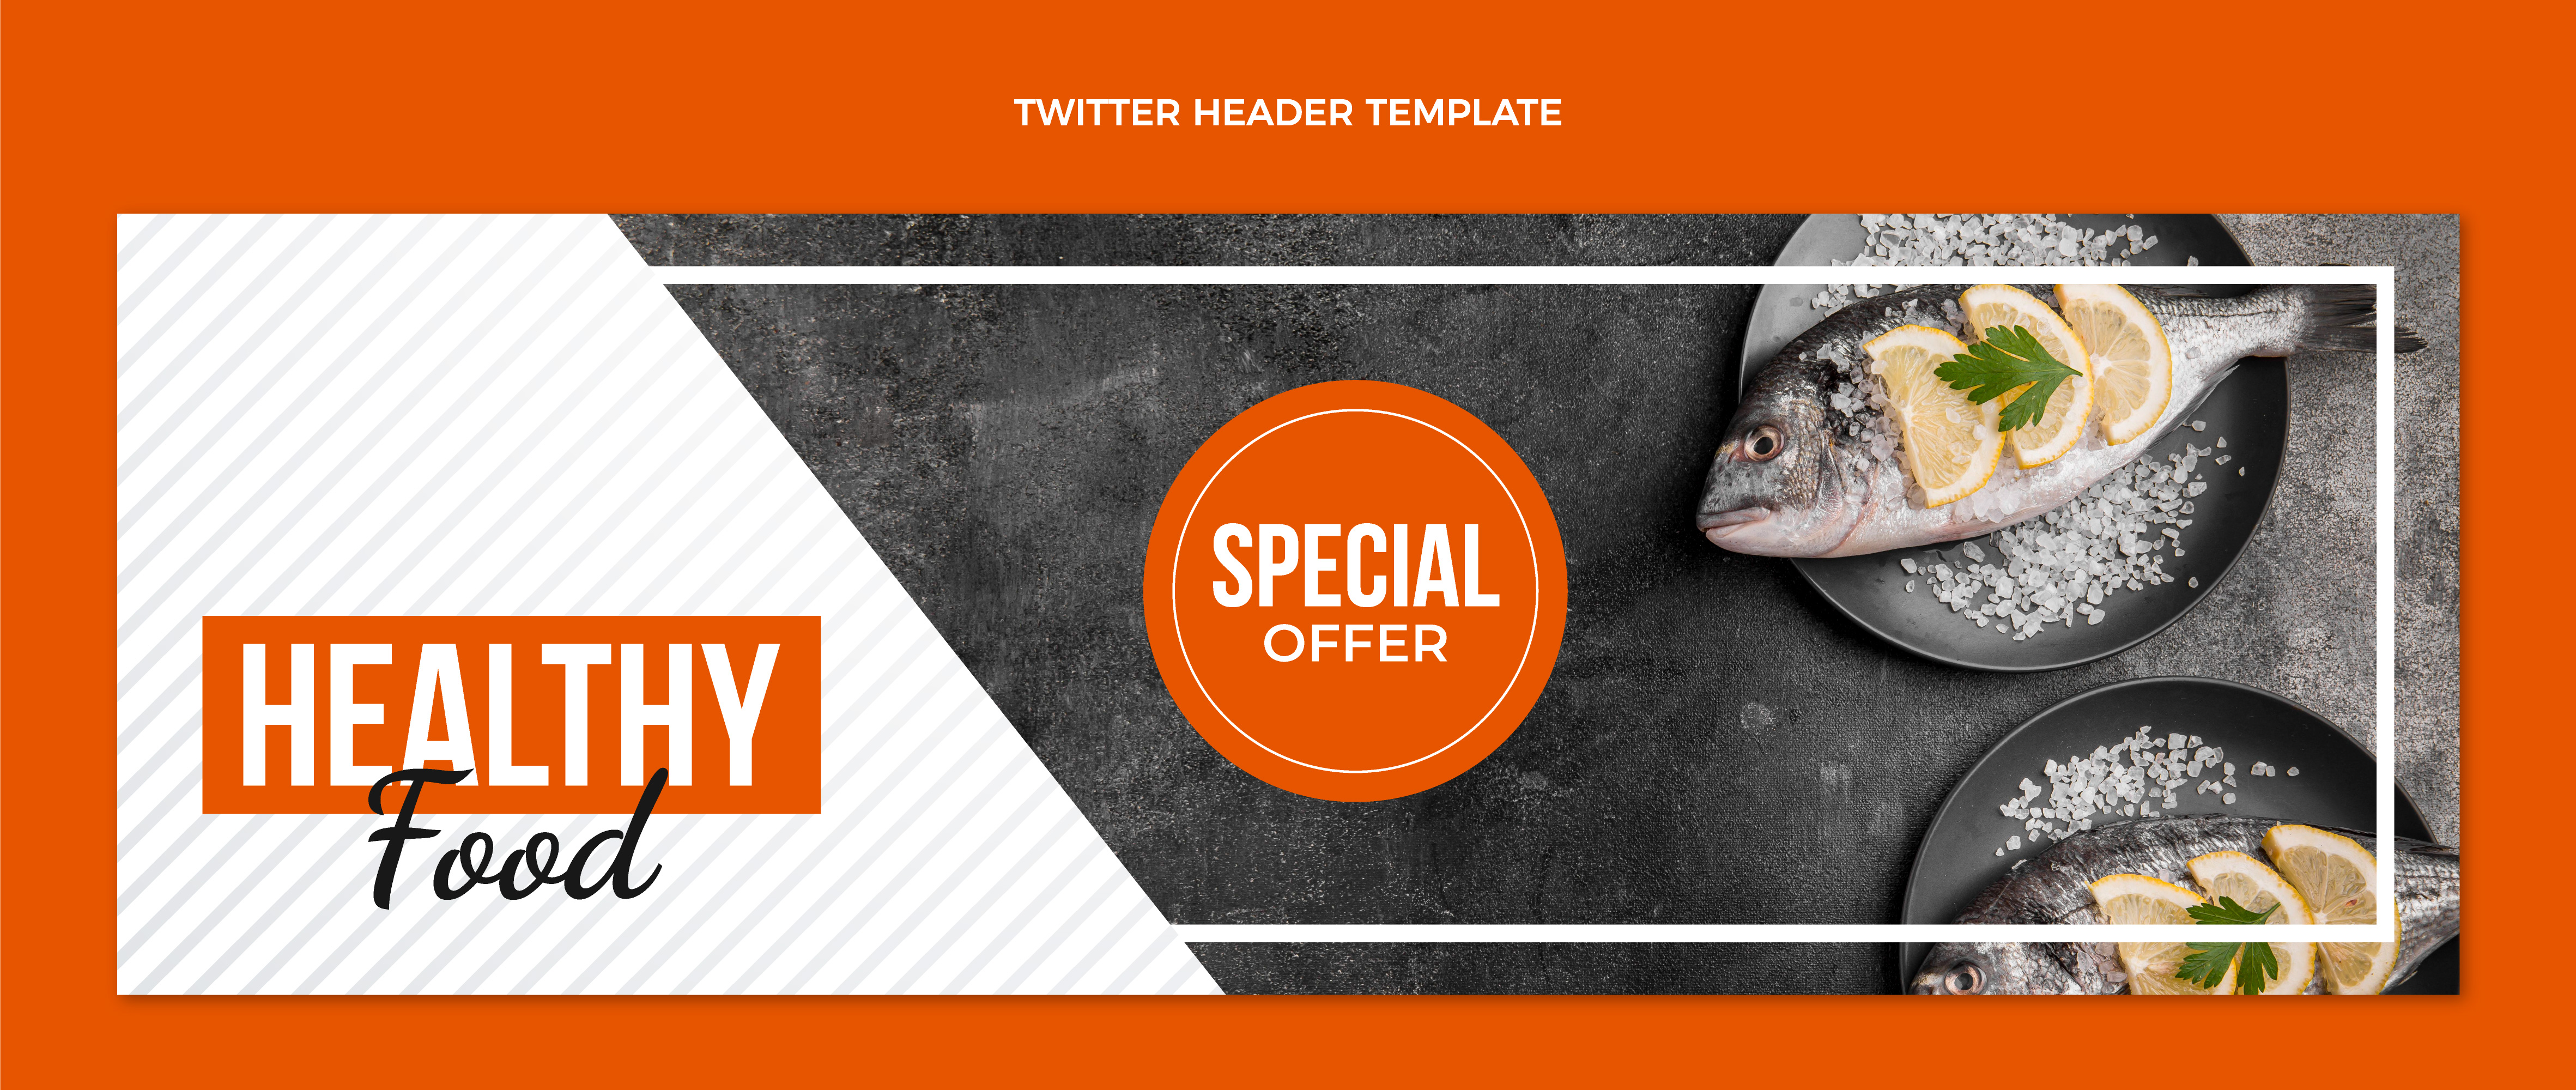 TWITTER HEADER TEMPLATE
HEALTHY
Food
SPECIAL
OFFER